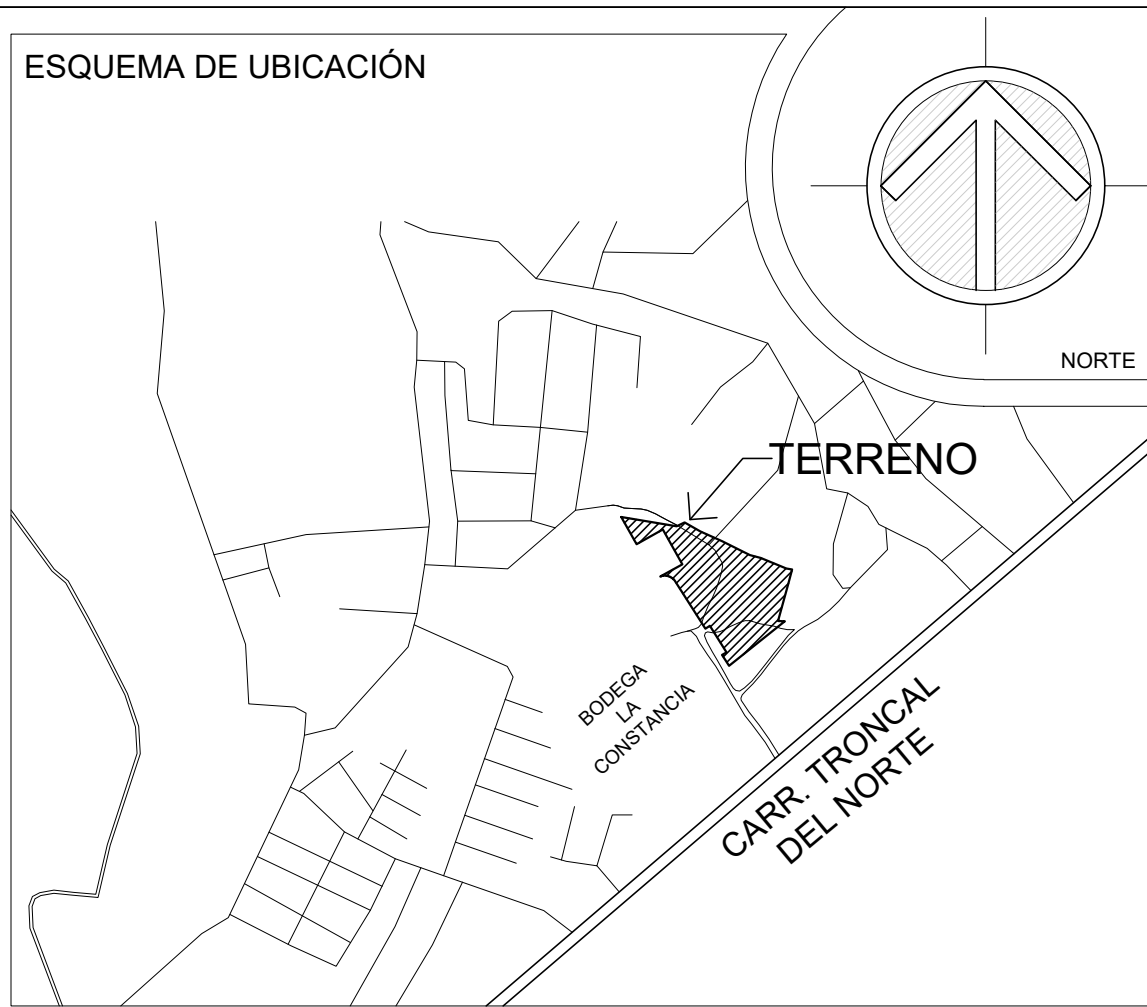 ESQUEMA DE UBICACIÓN
NORTE
TERRENO
BODEGA
LA
CONSTANCIA
CARR. TRONCAL
DEL NORTE